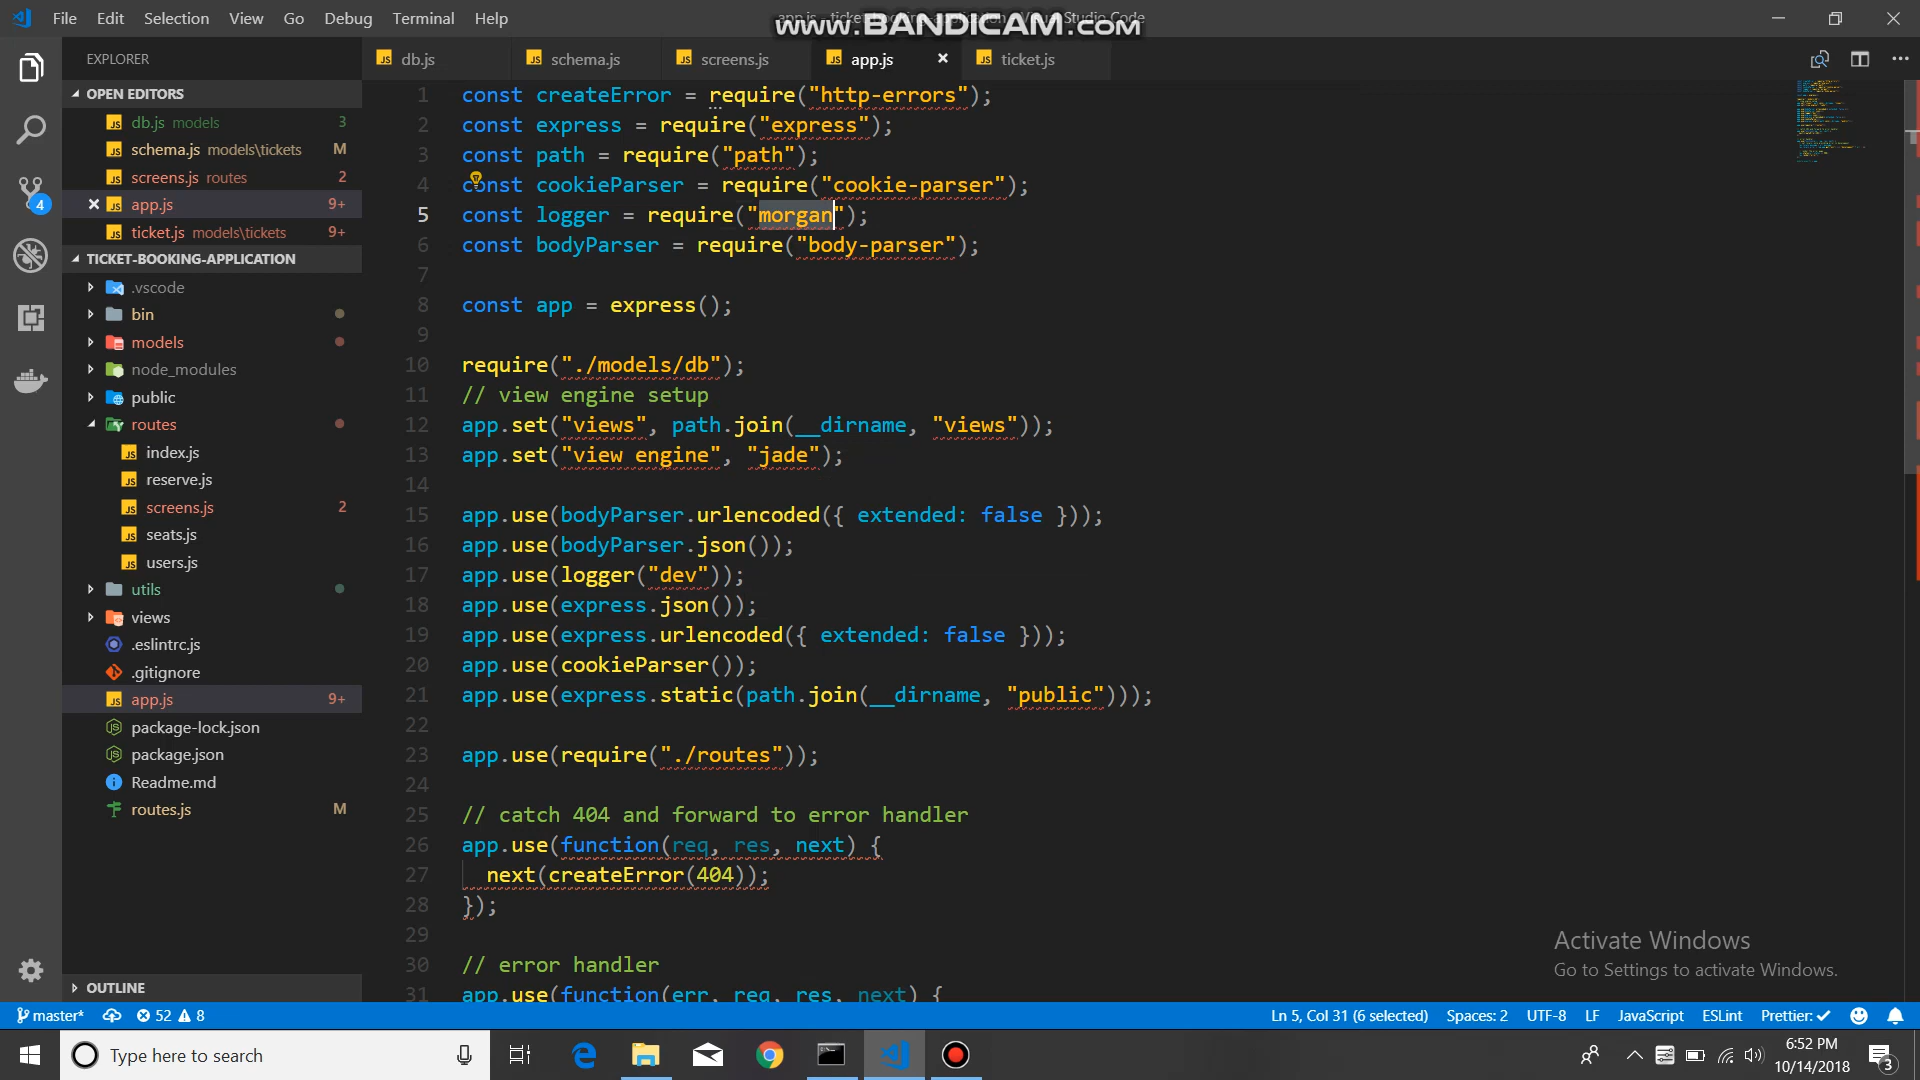 File Edit Selection View Go Debug Terminal Help
www.BANDICAM.com
EXPLORER
OPEN EDITORS
db.js models 3
schema.js models\tickets M
screens.js routes 2
app.js 9+
ticket.js models\tickets 9+
TICKET-BOOKING-APPLICATION
.vscode
bin
models
node_modules
public
routes
index.js
reserve.js
screens.js 2
seats.js
users.js
utils
views
.eslintrc.js
.gitignore
app.js 9+
package-lock.json
package.json
Readme.md
routes.js M
OUTLINE
4
db.js schema.js screens.js app.js ticket.js
1 const createError = require("http-errors");
2 const express = require("express");
3 const path = require("path");
4 const cookieParser = require("cookie-parser");
5 const logger = require("morgan");
6 const bodyParser = require("body-parser");
7
8 const app = express();
9
10 require("./models/db");
11 // view engine setup
12 app.set("views", path.join(__dirname, "views"));
13 app.set("view engine", "jade");
14
15 app.use(bodyParser.urlencoded({ extended: false }));
16 app.use(bodyParser.json());
17 app.use(logger("dev"));
18 app.use(express.json());
19 app.use(express.urlencoded({ extended: false }));
20 app.use(cookieParser());
21 app.use(express.static(path.join(__dirname, "public")));
22
23 app.use(require("./routes"));
24
25 // catch 404 and forward to error handler
26 app.use(function(req, res, next) {
27 next(createError(404));
28 });
29
30 // error handler
31 app.use(function(err, req, res, next) {
Activate Windows
Go to Settings to activate Windows.
master* 52 8 Ln 5, Col 31 (6 selected) Spaces: 2 UTF-8 LF JavaScript ESLint Prettier: ✓
Type here to search
6:52 PM
10/14/2018
3